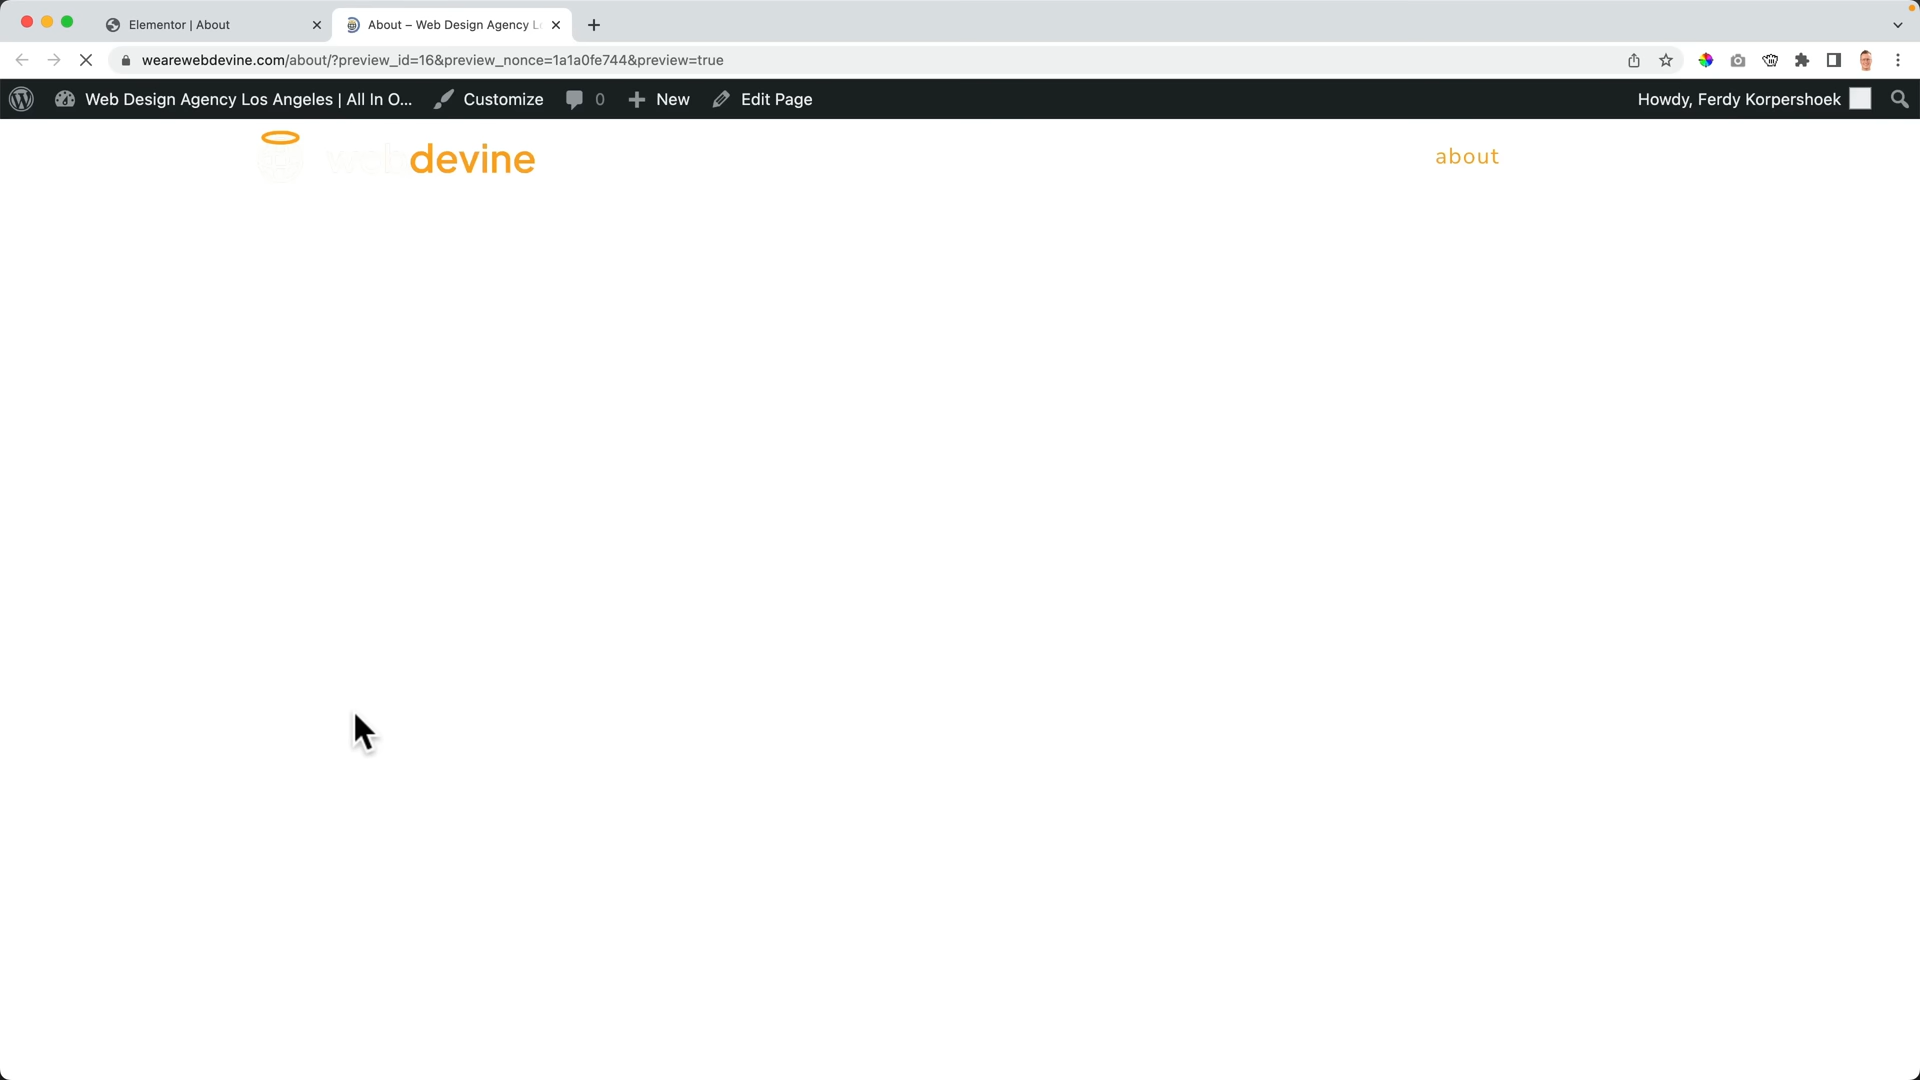 Elementor | About
About – Web Design Agency L
wearewebdevine.com/about/?preview_id=16&preview_nonce=1a1a0fe744&preview=true
Web Design Agency Los Angeles | All In O...
Customize
0
New
Edit Page
Howdy, Ferdy Korpershoek
webdevine
about